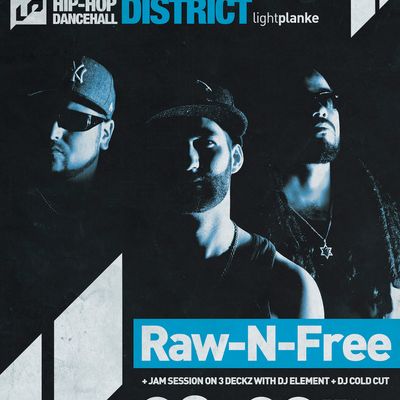 HIP-HOP
DANCEHALL
DISTRICT
lightplanke
Raw-N-Free
+ JAM SESSION ON 3 DECKZ WITH DJ ELEMENT + DJ COLD CUT